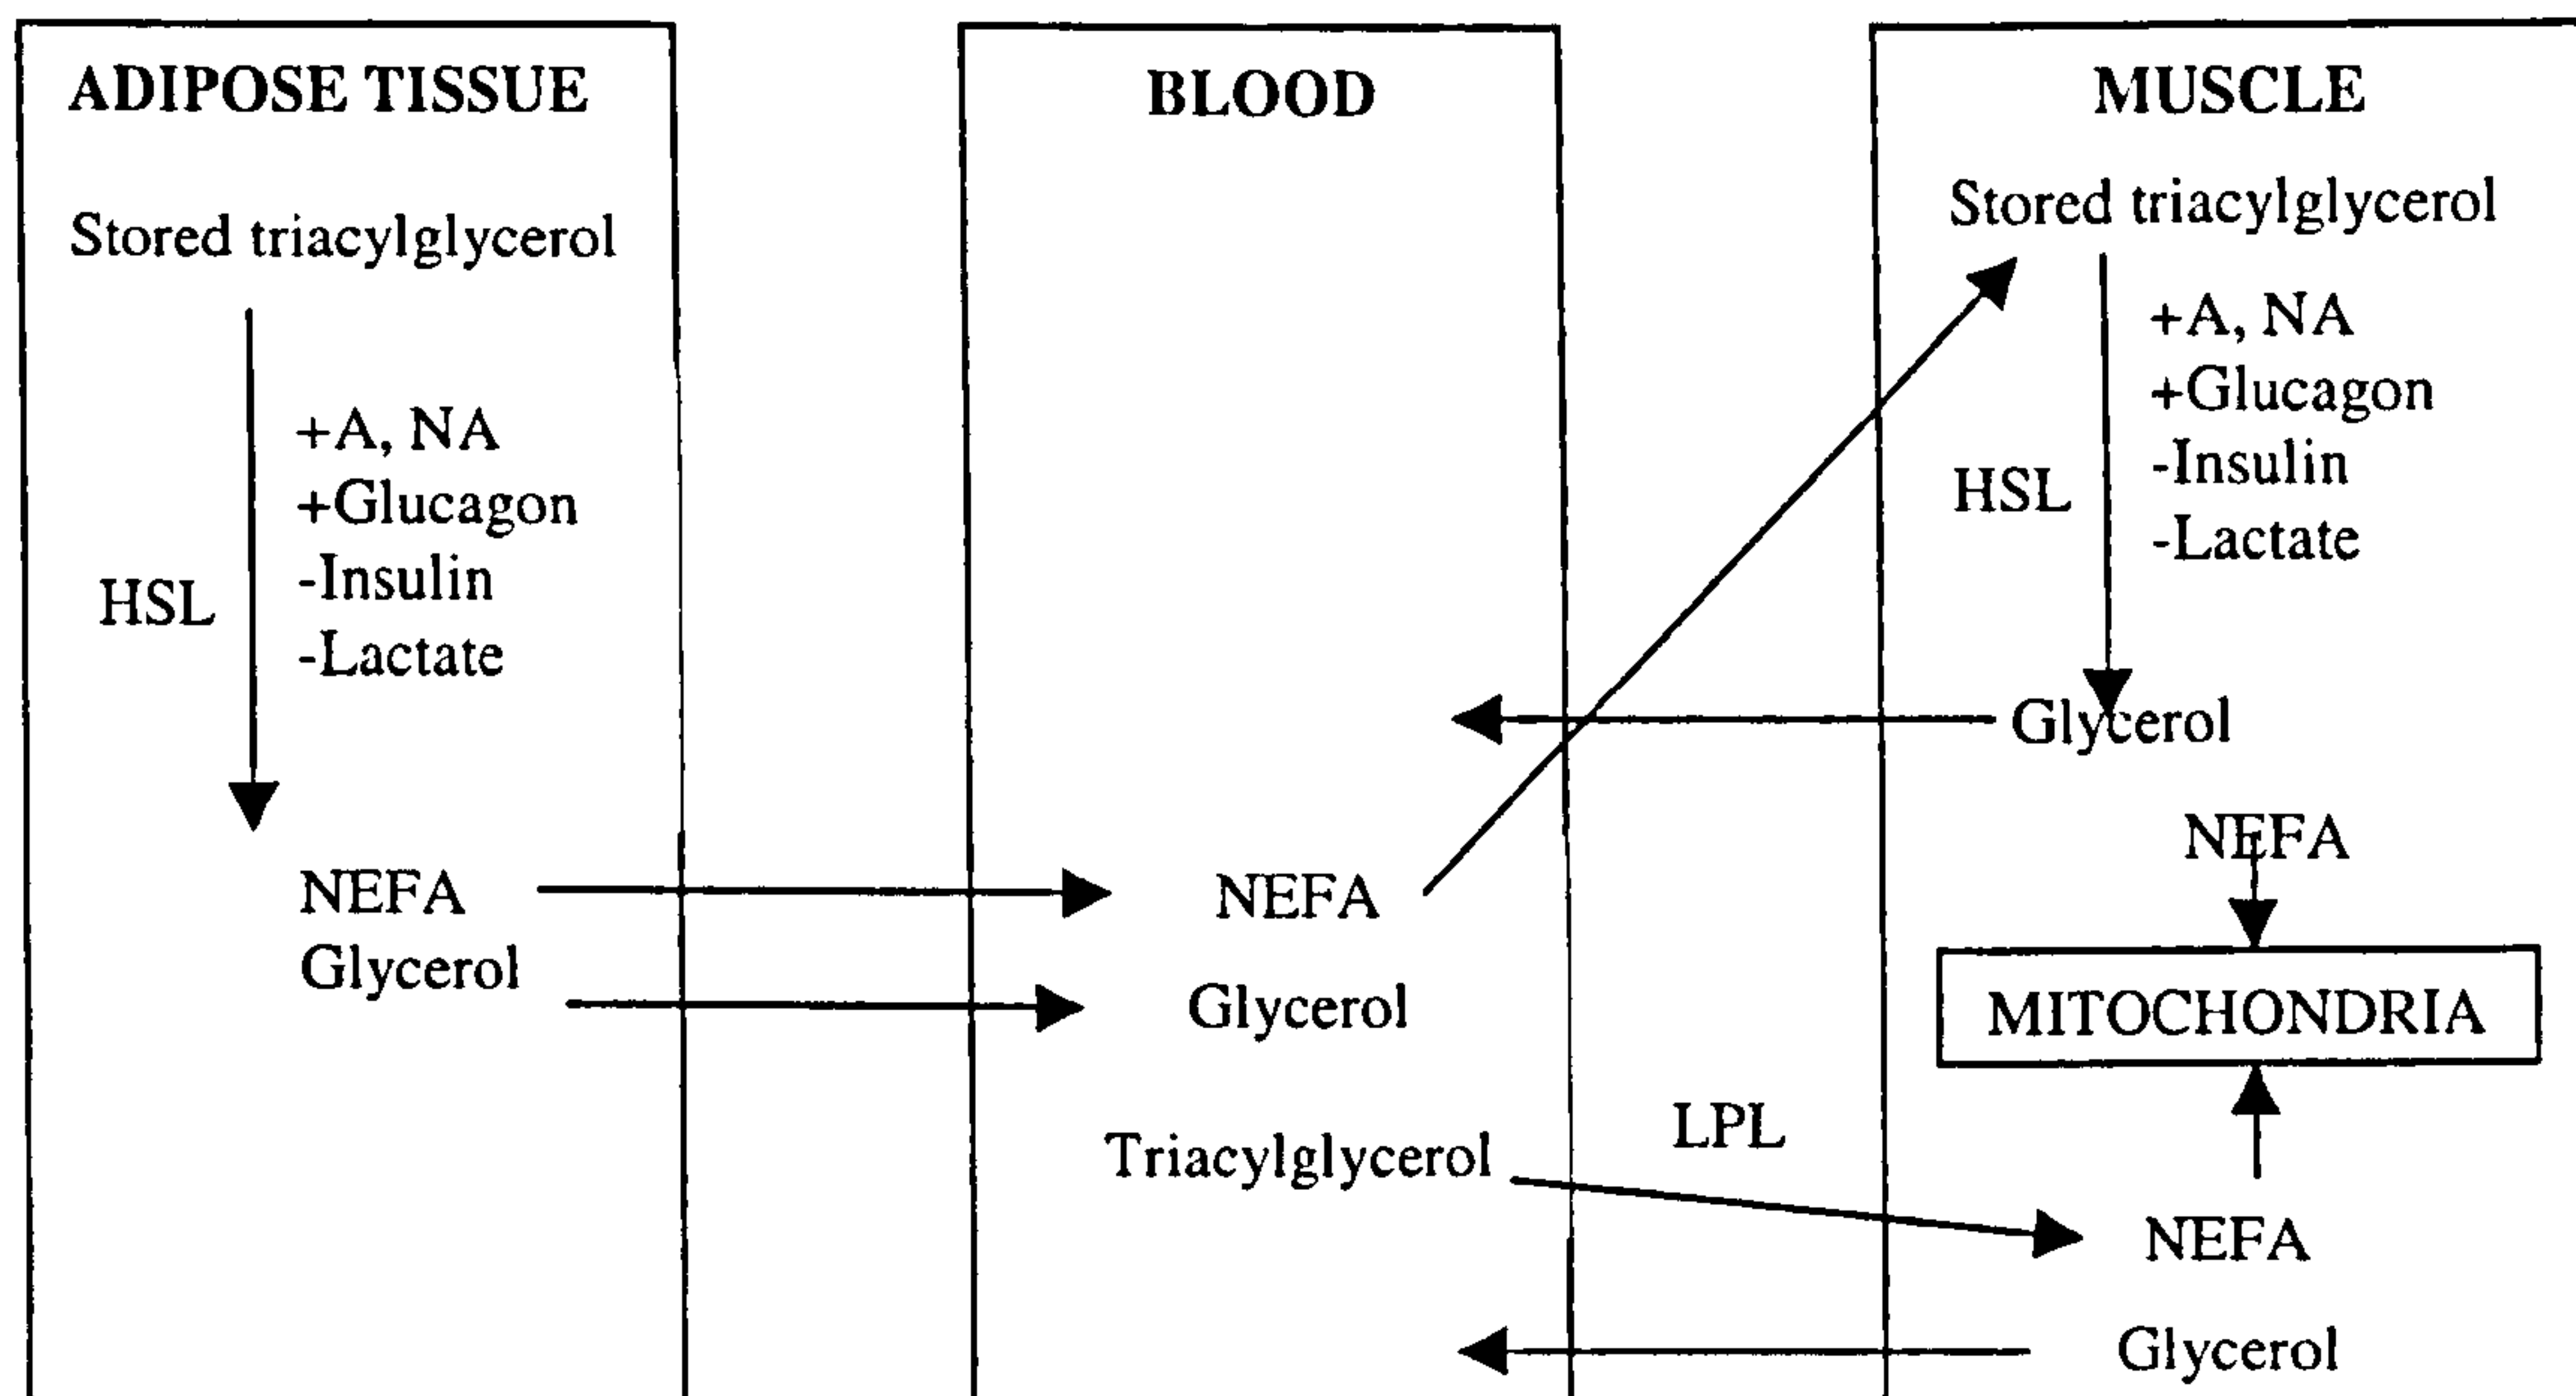 ADIPOSE TISSUE
Stored triacylglycerol
+A, NA
+Glucagon
-Insulin
-Lactate
HSL
NEFA
Glycerol
BLOOD
NEFA
Glycerol
Triacylglycerol
LPL
MUSCLE
Stored triacylglycerol
+A, NA
+Glucagon
-Insulin
-Lactate
HSL
Glycerol
NEFA
MITOCHONDRIA
NEFA
Glycerol